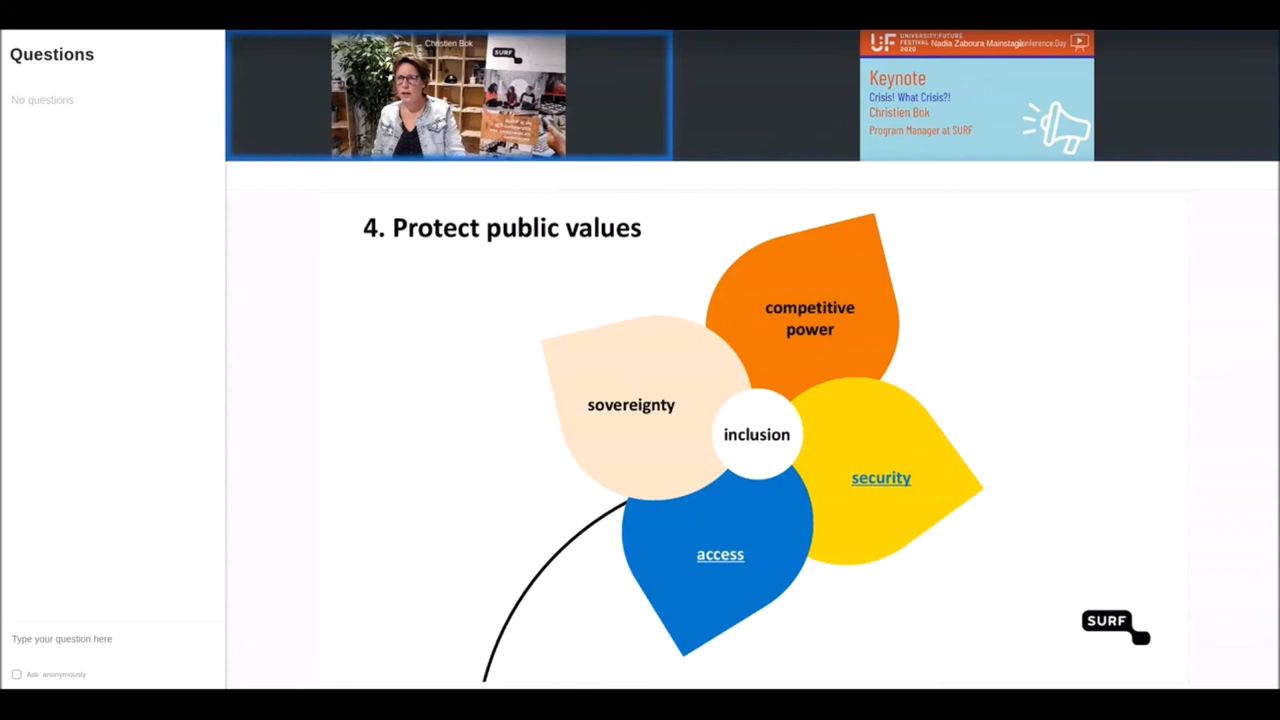 Questions
No questions
Christien Bok
SURF
UNIVERSITY:FUTURE
FESTIVAL Nadia Zaboura Mainstage
2020
Keynote
Crisis! What Crisis?!
Christien Bok
Program Manager at SURF
4. Protect public values
competitive
power
sovereignty
inclusion
security
access
SURF
Type your question here
Ask anonymously